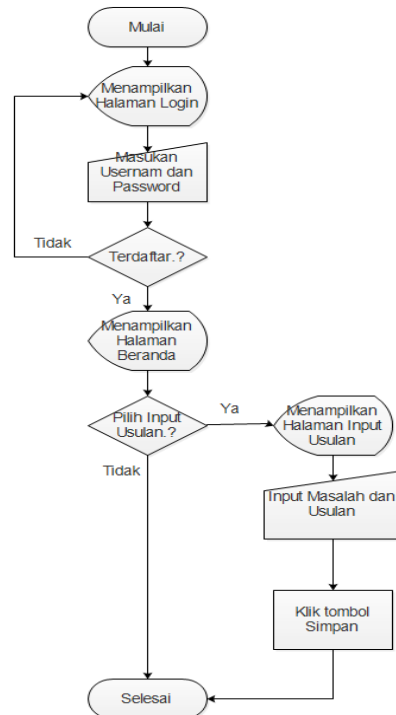 Mulai
Menampilkan
Halaman Login
Masukan
Usernam dan
Password
Tidak
Terdaftar.?
Ya
Menampilkan
Halaman
Beranda
Pilih Input
Usulan.?
Ya
Menampilkan
Halaman Input
Usulan
Tidak
Input Masalah dan
Usulan
Klik tombol
Simpan
Selesai